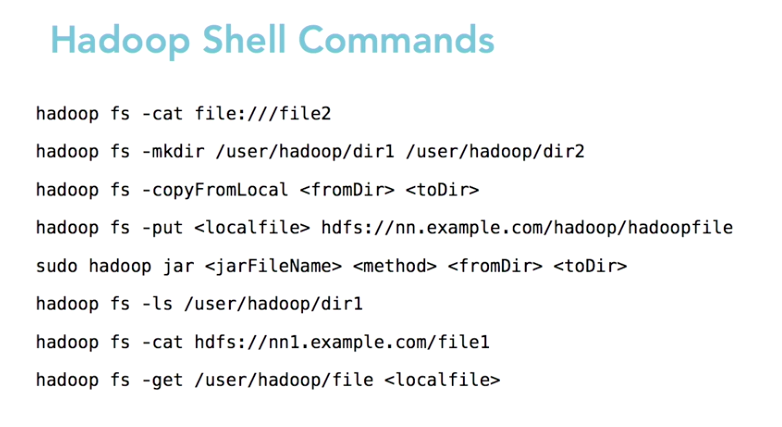 Hadoop Shell Commands
hadoop fs -cat file:///file2
hadoop fs -mkdir /user/hadoop/dir1 /user/hadoop/dir2
hadoop fs -copyFromLocal <fromDir> <toDir>
hadoop fs -put <localfile> hdfs://nn.example.com/hadoop/hadoopfile
sudo hadoop jar <jarFileName> <method> <fromDir> <toDir>
hadoop fs -ls /user/hadoop/dir1
hadoop fs -cat hdfs://nn1.example.com/file1
hadoop fs -get /user/hadoop/file <localfile>